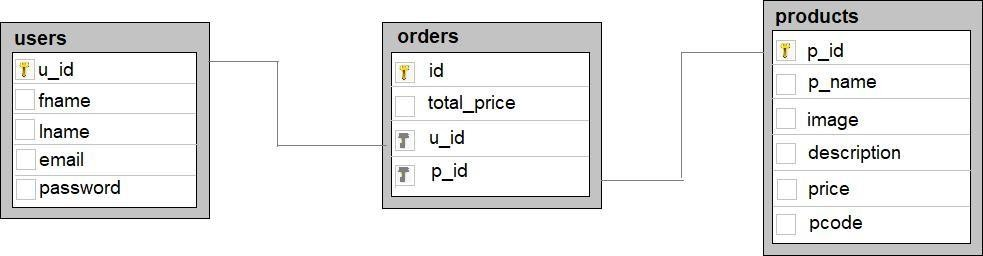 users
u_id
fname
lname
email
password
orders
id
total_price
u_id
p_id
products
p_id
p_name
image
description
price
pcode